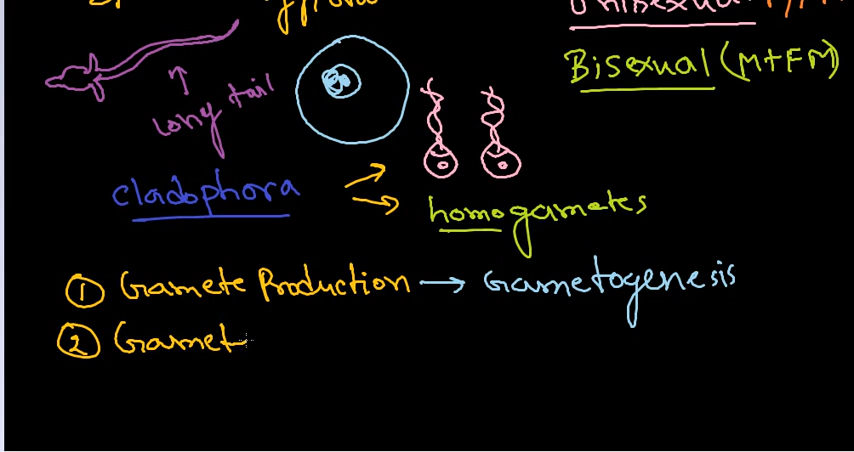 Bisexual (M+FM)
Long tail
cladophora
homogametes
① Gamete Production → Gametogenesis
② Gamet